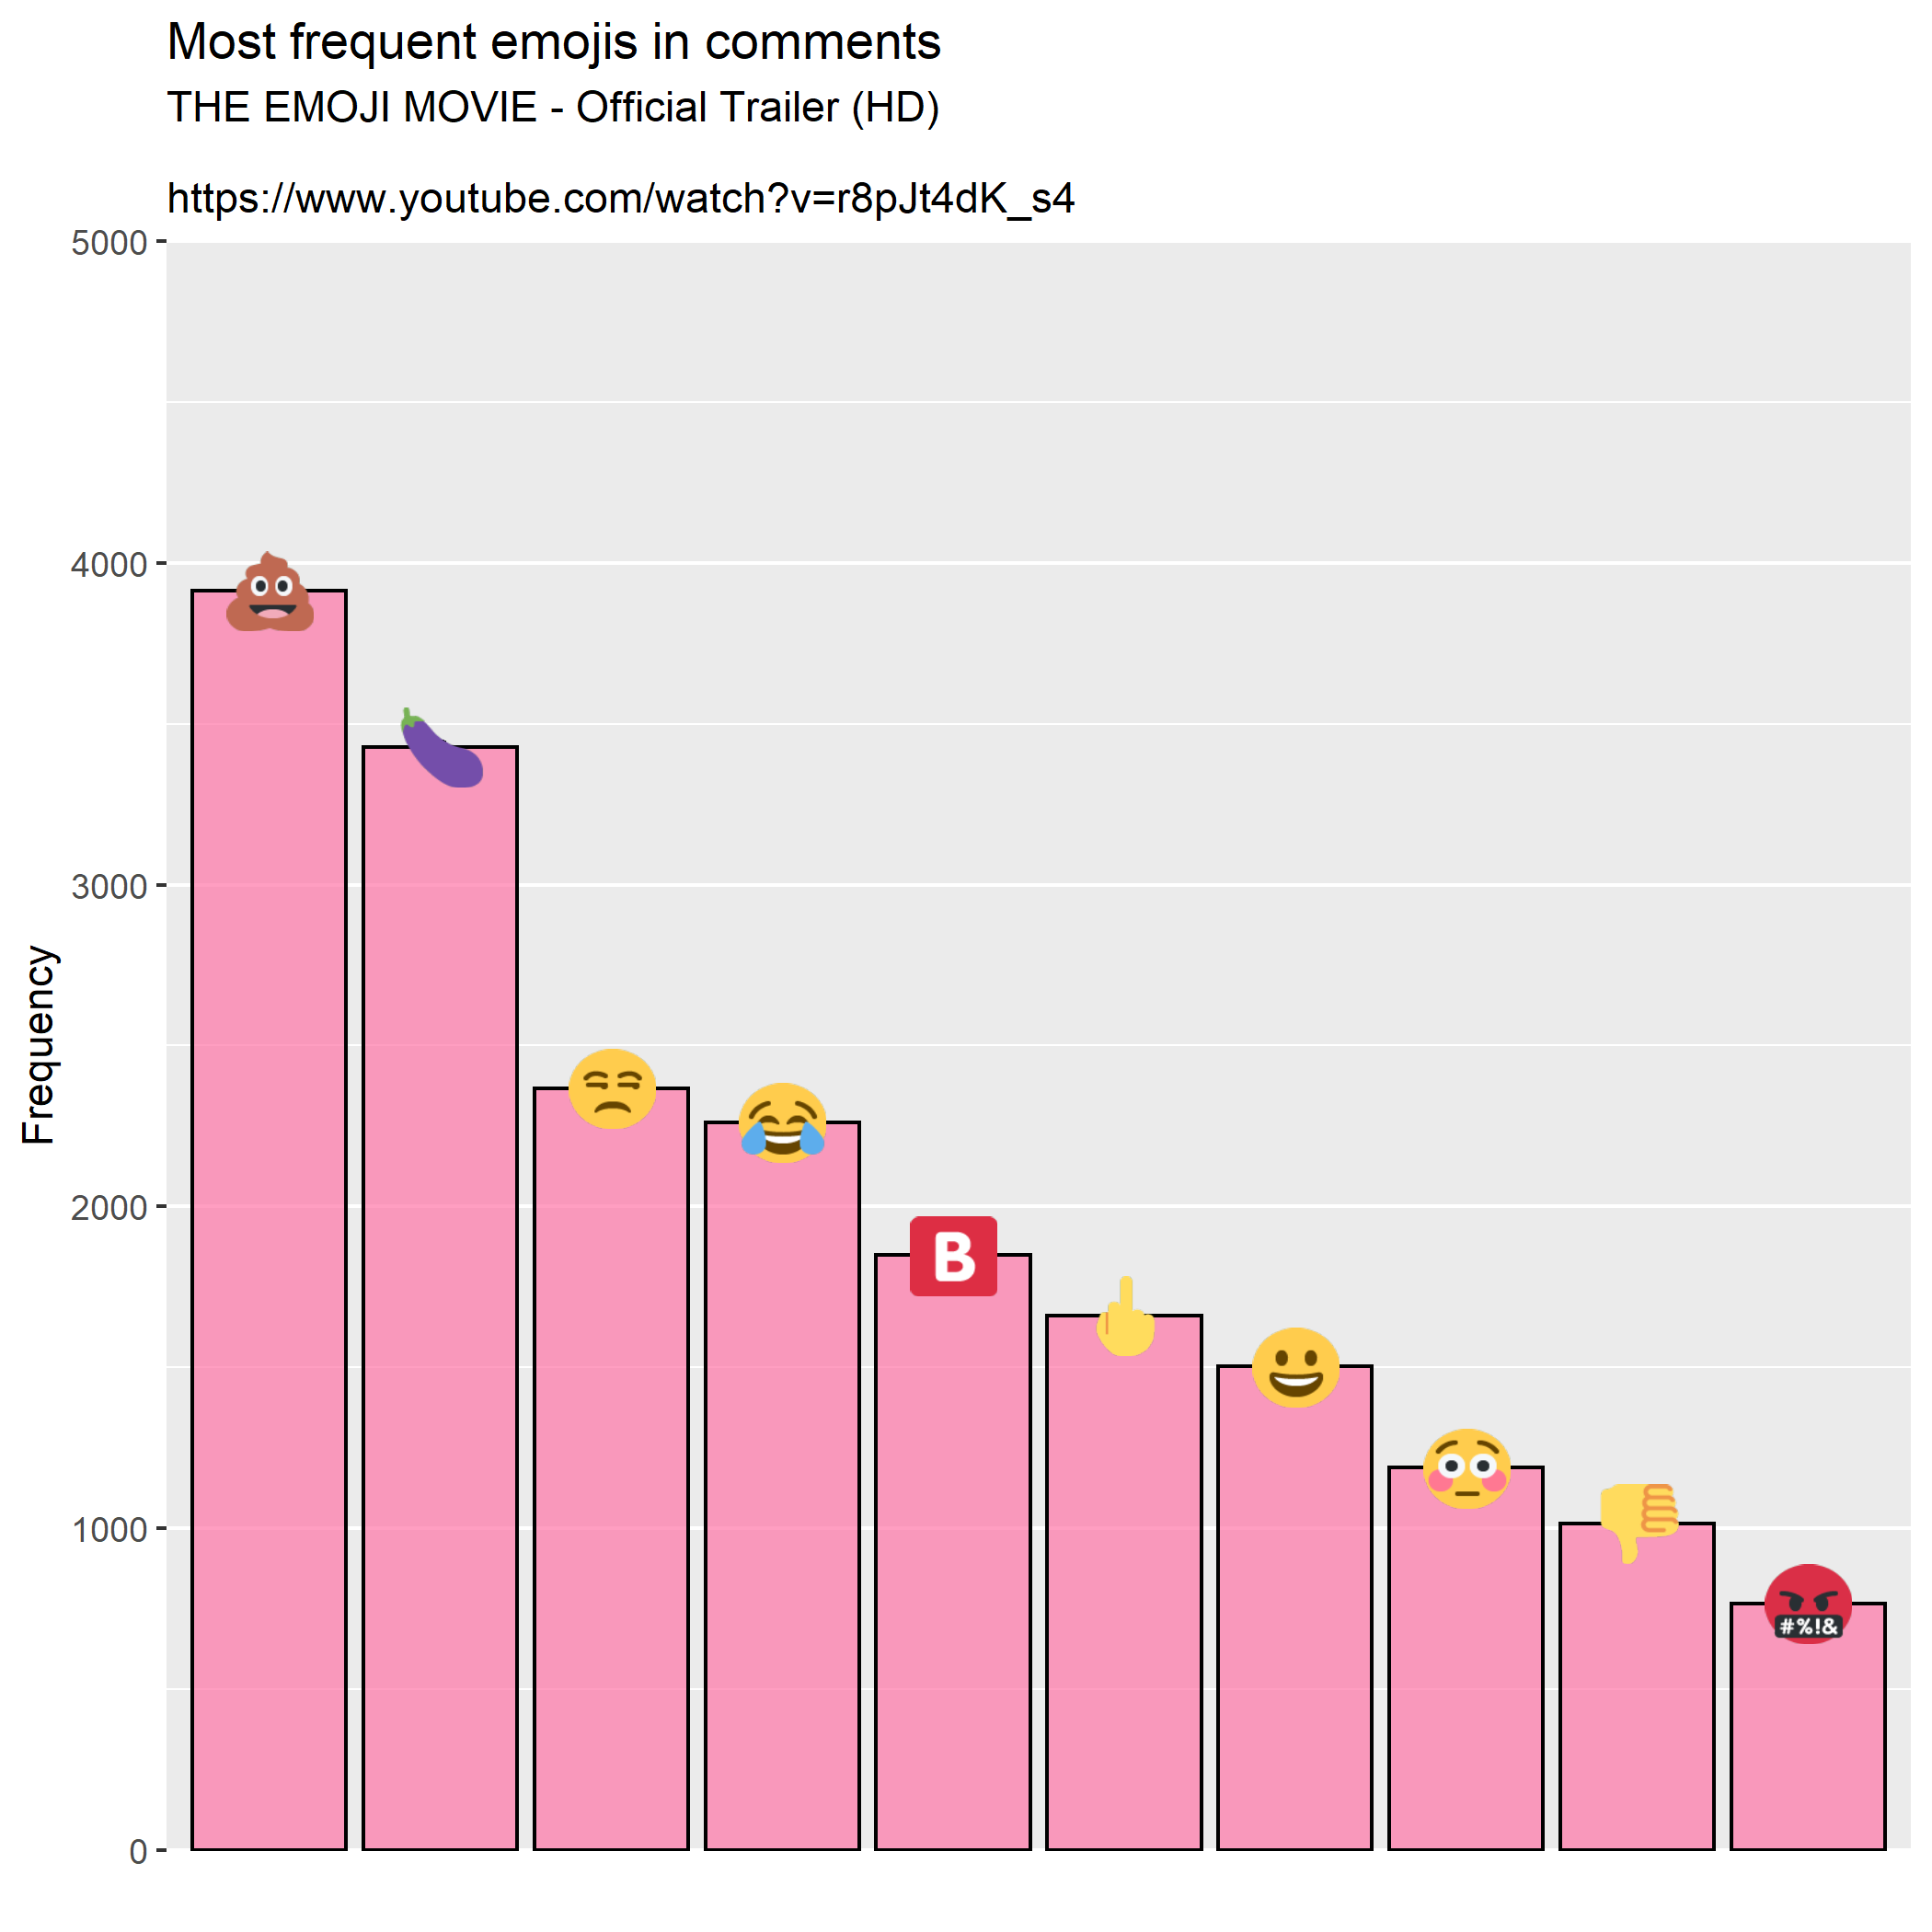 Most frequent emojis in comments
THE EMOJI MOVIE - Official Trailer (HD)
https://www.youtube.com/watch?v=r8pJt4dK_s4
5000
4000
3000
2000
1000
0
Frequency
B
#%!&